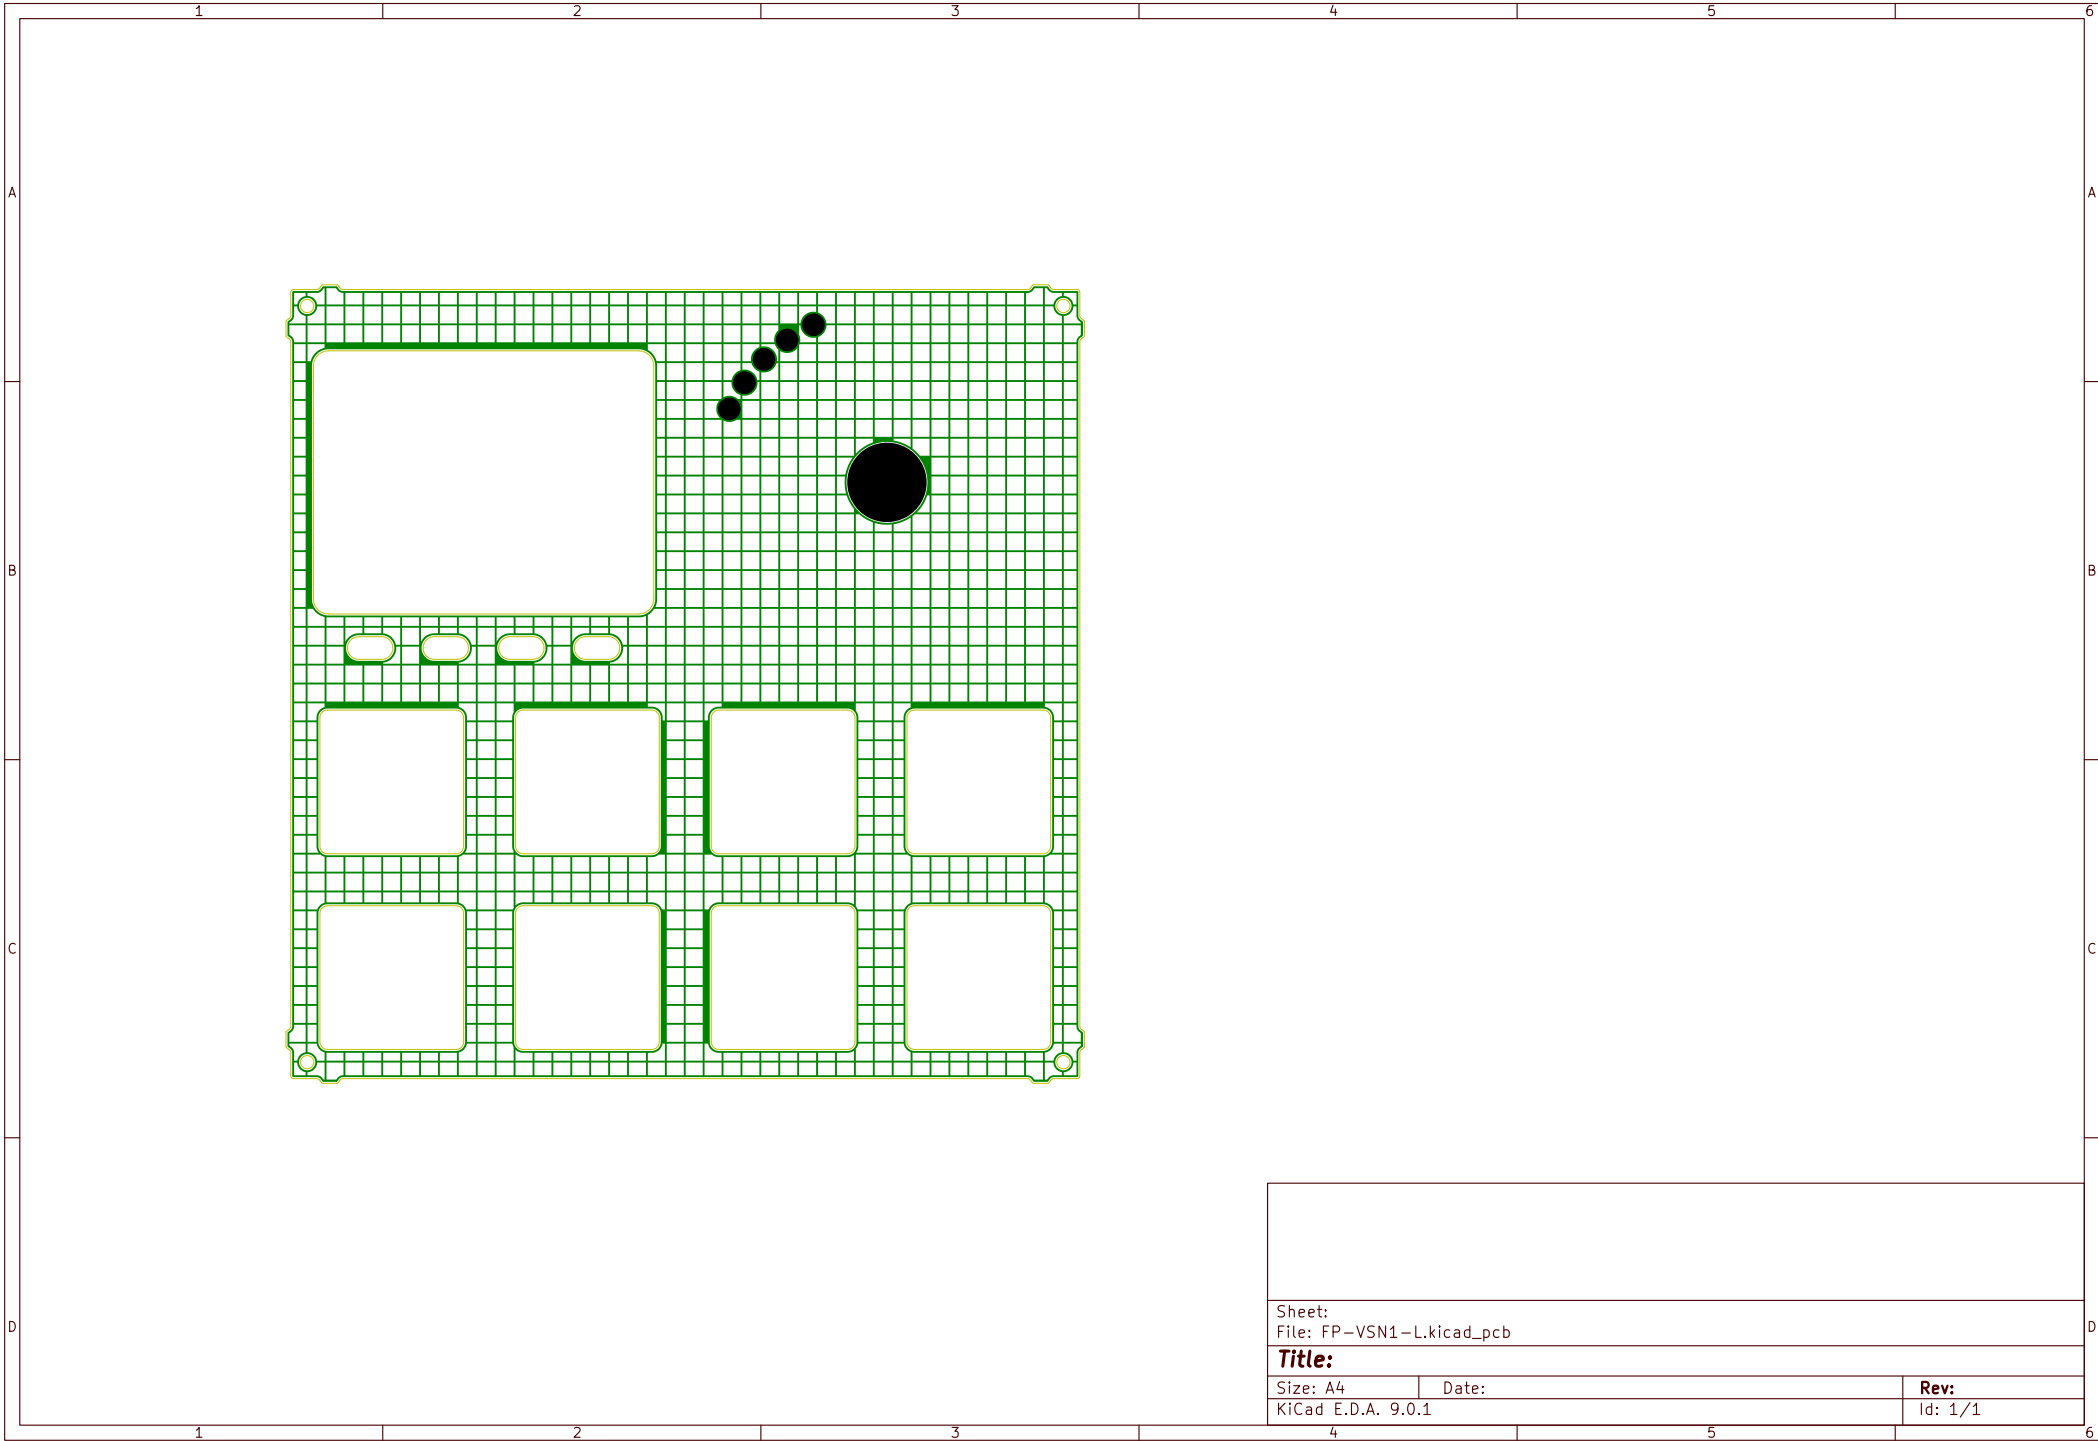 1 2 3 4 5 6
A A
B B
C C
Sheet:
File: FP-VSN1-L.kicad_pcb
D D
Title:
Size: A4 Date: Rev:
KiCad E.D.A. 9.0.1 Id: 1/1
1 2 3 4 5 6